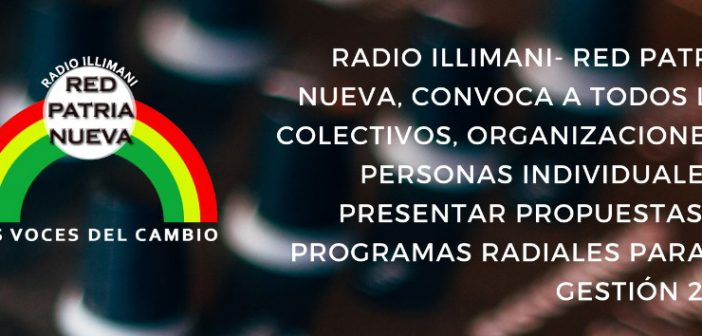 RADIO ILLIMANI
RED
PATRIA
NUEVA
S VOCES DEL CAMBIO
RADIO ILLIMANI- RED PATR
NUEVA, CONVOCA A TODOS L
COLECTIVOS, ORGANIZACIONE
PERSONAS INDIVIDUALE
PRESENTAR PROPUESTAS
PROGRAMAS RADIALES PARA
GESTIÓN 2